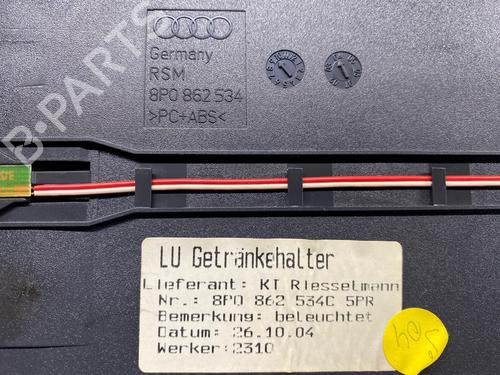 Germany
RSM
8P0 862 534
>PC+ABS<
B-PARTS
LU Getränkehalter
Lieferant: KT Riesselmann
Nr.: 8P0 862 534C 5PR
Bemerkung: beleuchtet
Datum: 26.10.04
Werker:2310